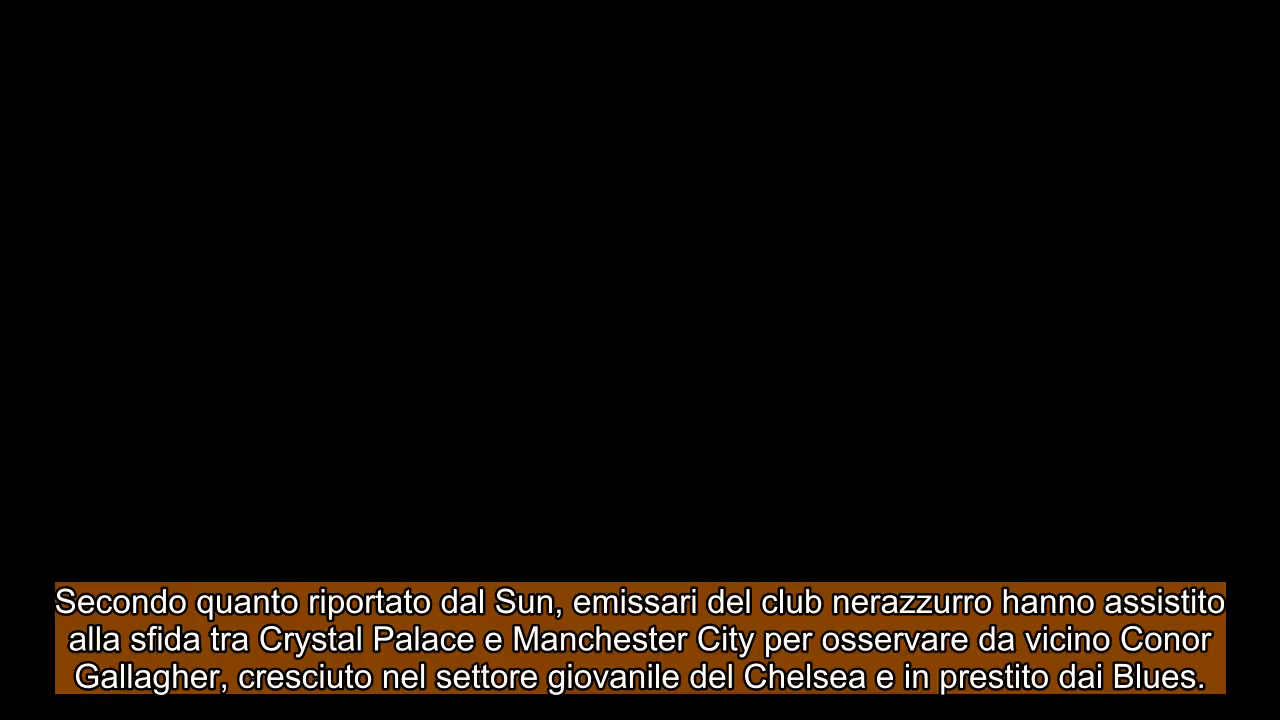 Secondo quanto riportato dal Sun, emissari del club nerazzurro hanno assistito
alla sfida tra Crystal Palace e Manchester City per osservare da vicino Conor
Gallagher, cresciuto nel settore giovanile del Chelsea e in prestito dai Blues.